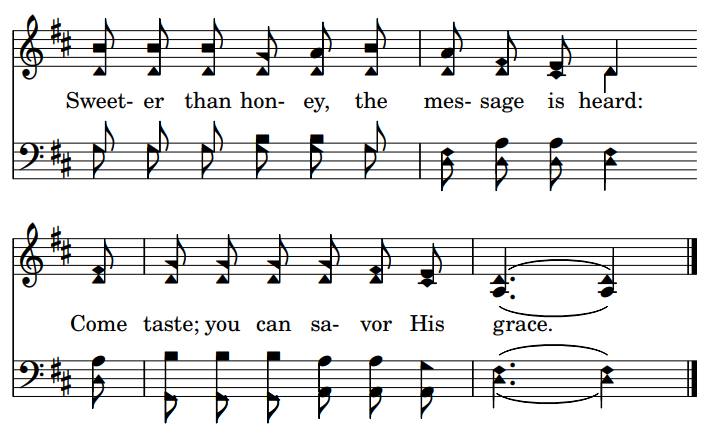 Sweet- er than hon- ey, the mes- sage is heard:
Come taste; you can sa- vor His grace.